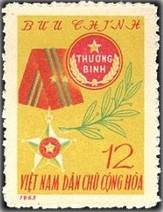 BƯU CHÍNH
THƯƠNG
BINH
12
VIỆT NAM DÂN CHỦ CỘNG HÒA
1963